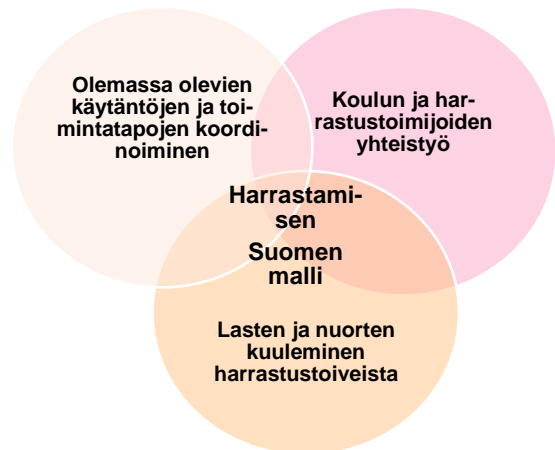 Olemassa olevien
käytäntöjen ja toi-
mintatapojen koordi-
noiminen
Koulun ja har-
rastustoimijoiden
yhteistyö
Harrastami-
sen
Suomen
malli
Lasten ja nuorten
kuuleminen
harrastustoiveista